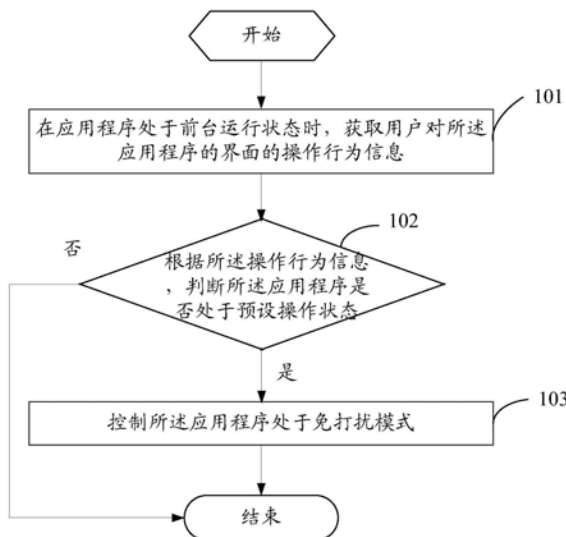 开始
101
在应用程序处于前台运行状态时，获取用户对所述
应用程序的界面的操作行为信息
102
否
根据所述操作行为信息
，判断所述应用程序是
否处于预设操作状态
是
103
控制所述应用程序处于免打扰模式
结束